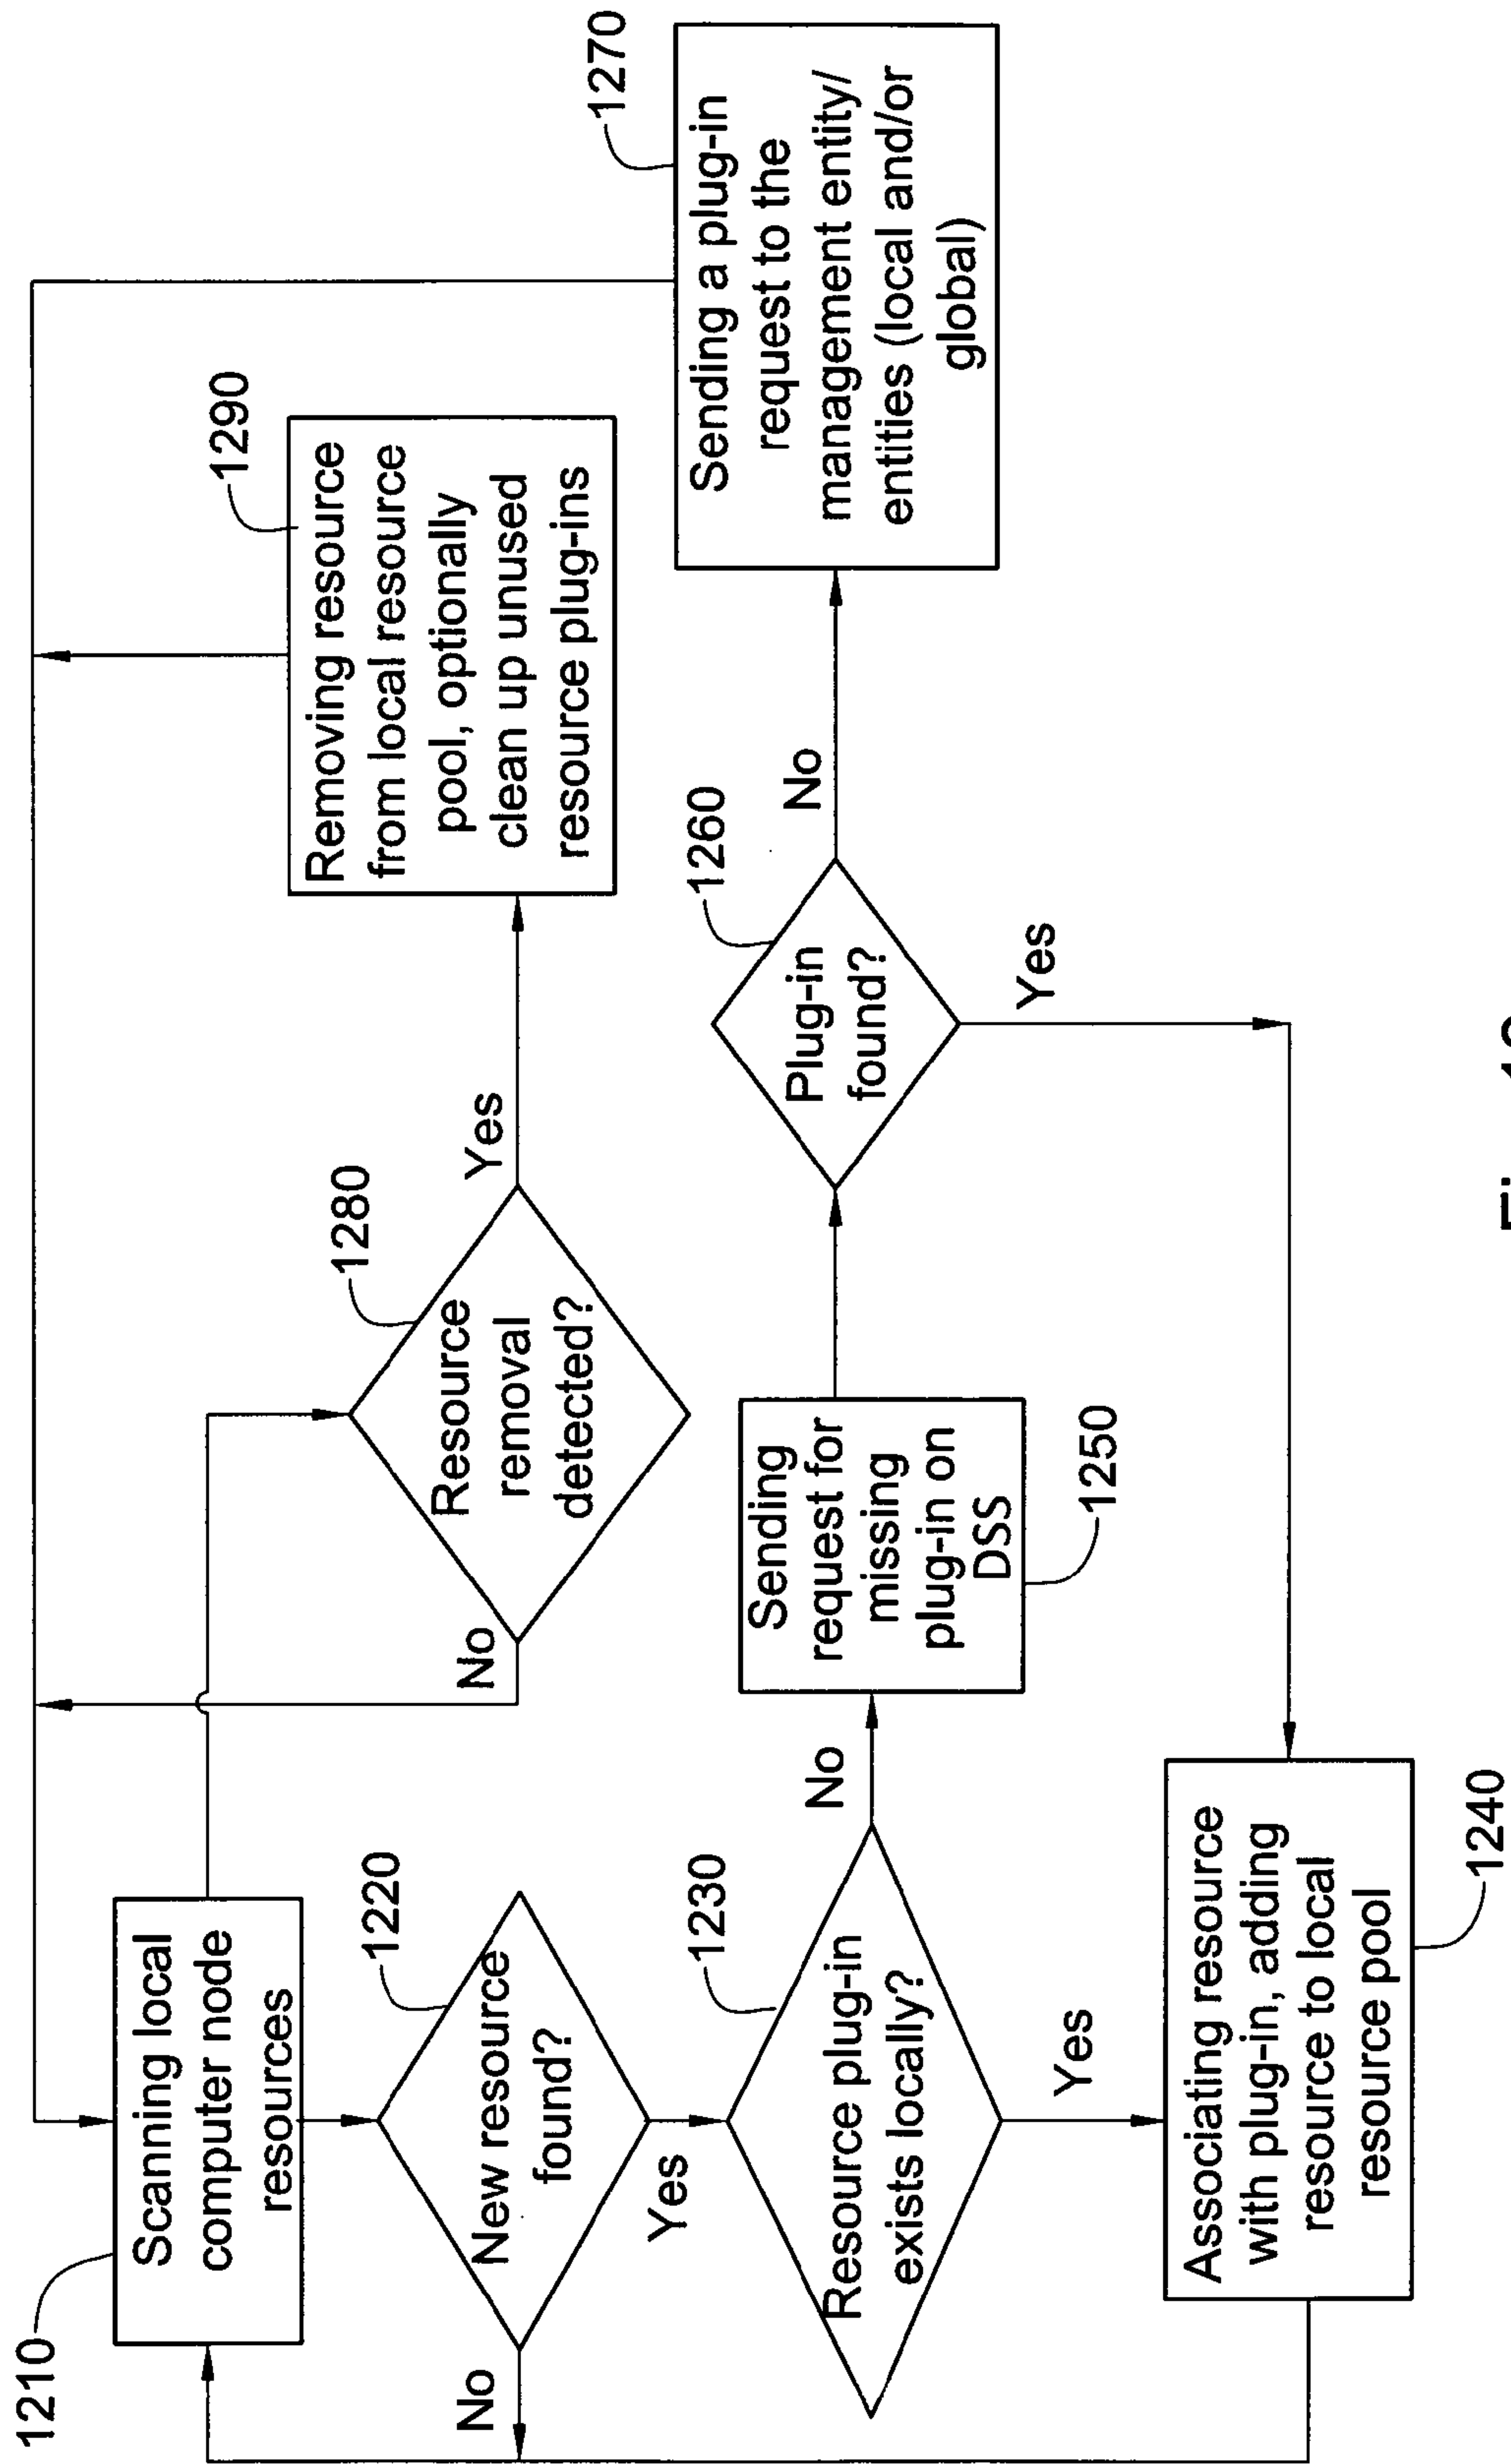 1210
Scanning local
computer node
resources
1220
New resource
found?
No
Yes
1230
Resource plug-in
exists locally?
No
Yes
Associating resource
with plug-in, adding
resource to local
resource pool
1240
Sending
request for
missing
plug-in on
DSS
1250
1260
Plug-in
found?
No
Yes
Sending a plug-in
request to the
management entity/
entities (local and/or
global)
1270
1280
Resource
removal
detected?
No
Yes
1290
Removing resource
from local resource
pool, optionally
clean up unused
resource plug-ins